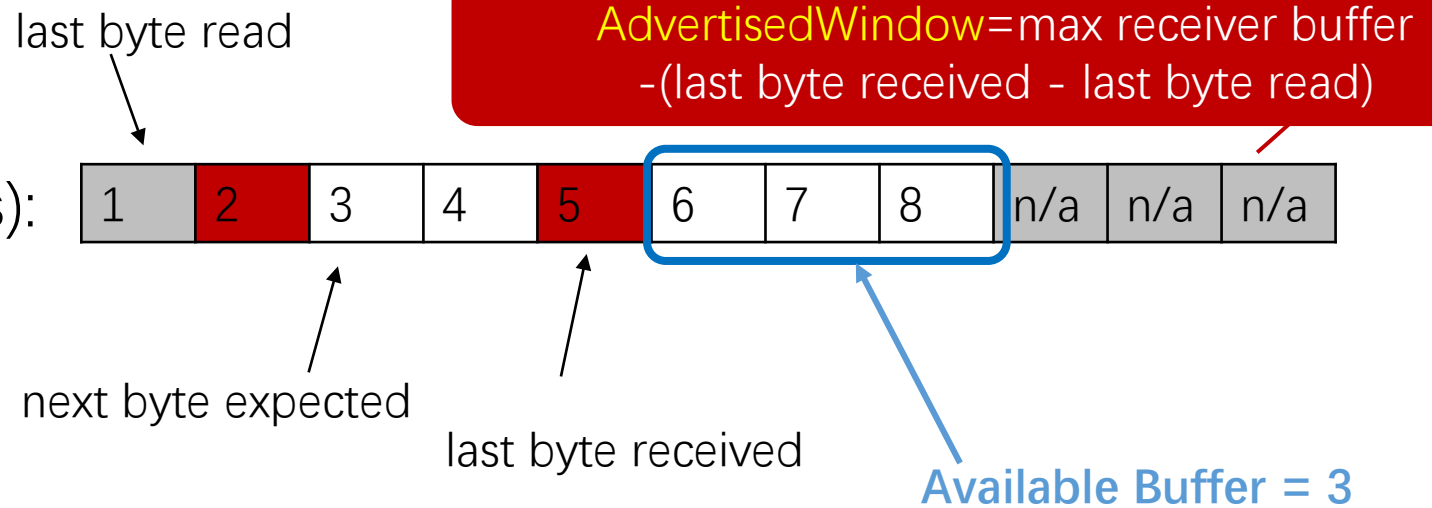 last byte read
AdvertisedWindow=max receiver buffer
-(last byte received - last byte read)
s): 1 2 3 4 5 6 7 8 n/a n/a n/a
next byte expected
last byte received
Available Buffer = 3